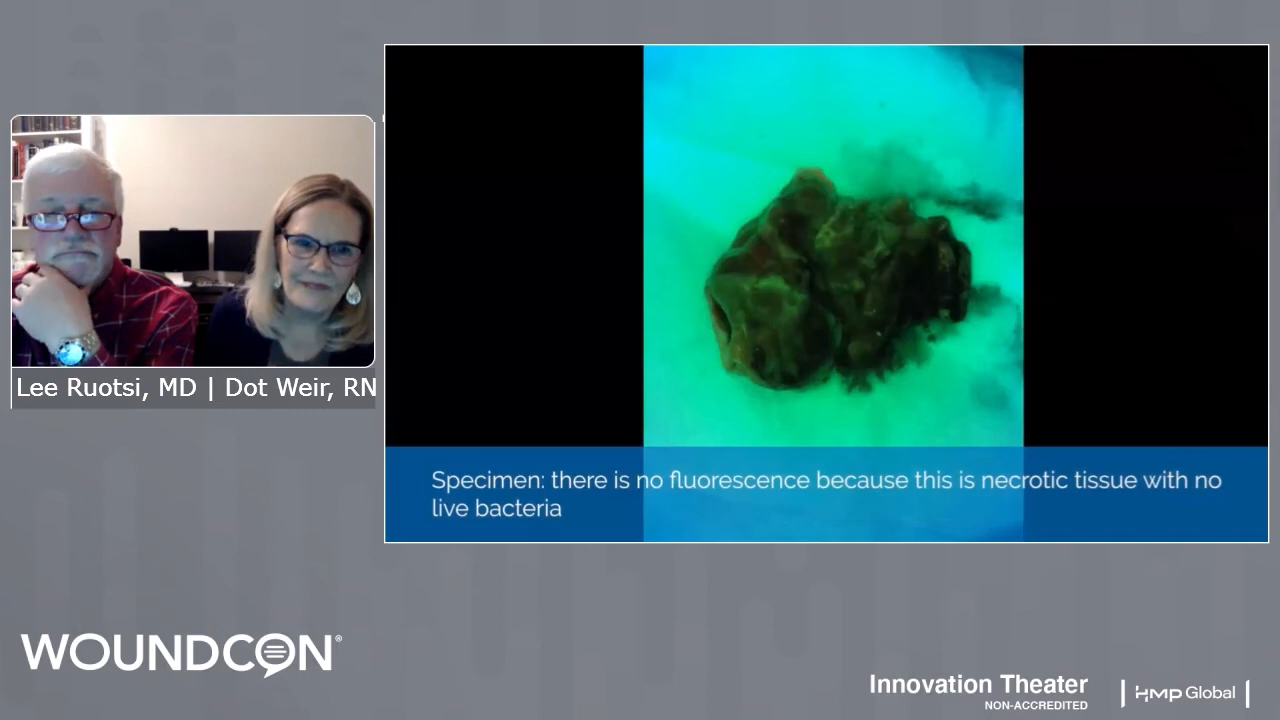 Lee Ruotsi, MD | Dot Weir, RN
Specimen: there is no fluorescence because this is necrotic tissue with no
live bacteria
WOUNDCON®
Innovation Theater
NON-ACCREDITED
HMP Global